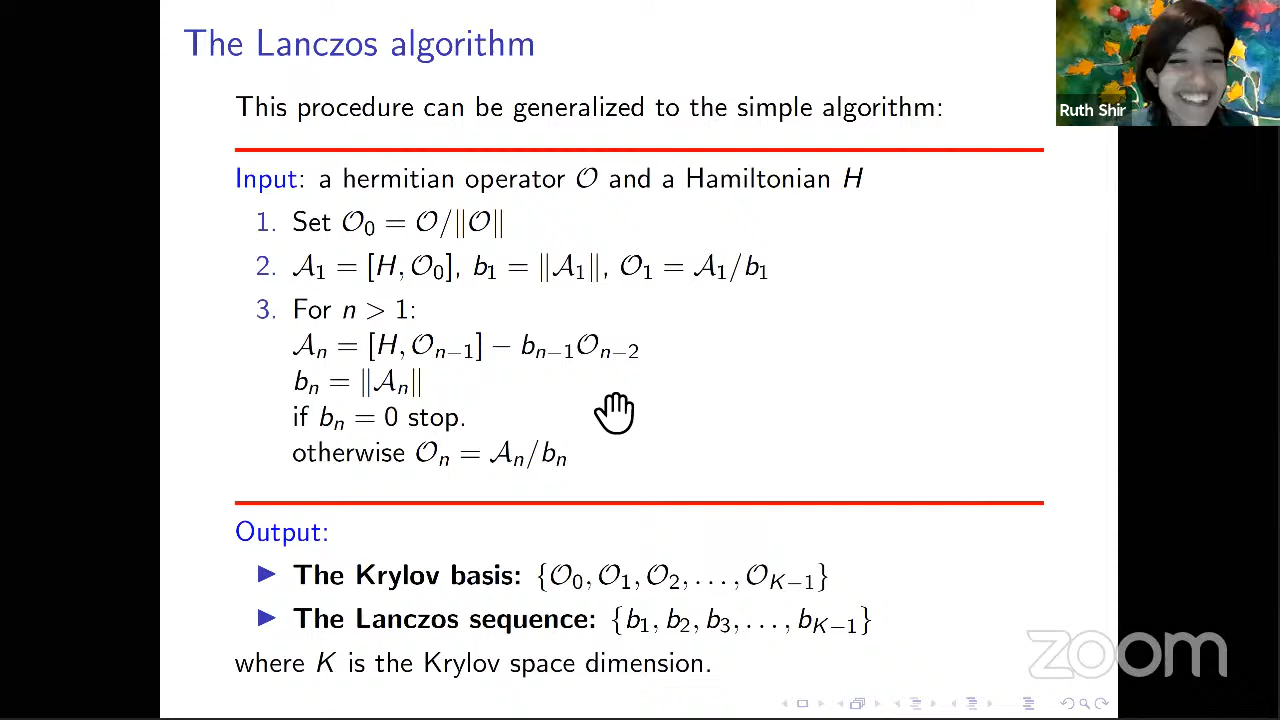 The Lanczos algorithm
Ruth Shir
This procedure can be generalized to the simple algorithm:
Input: a hermitian operator 𝒪 and a Hamiltonian H
1. Set 𝒪₀ = 𝒪/‖𝒪‖
2. 𝒜₁ = [H, 𝒪₀], b₁ = ‖𝒜₁‖, 𝒪₁ = 𝒜₁/b₁
3. For n > 1:
𝒜ₙ = [H, 𝒪ₙ₋₁] − bₙ₋₁𝒪ₙ₋₂
bₙ = ‖𝒜ₙ‖
if bₙ = 0 stop.
otherwise 𝒪ₙ = 𝒜ₙ/bₙ
Output:
▶ The Krylov basis: {𝒪₀, 𝒪₁, 𝒪₂, . . . , 𝒪_{K−1}}
▶ The Lanczos sequence: {b₁, b₂, b₃, . . . , b_{K−1}}
where K is the Krylov space dimension.
zoom